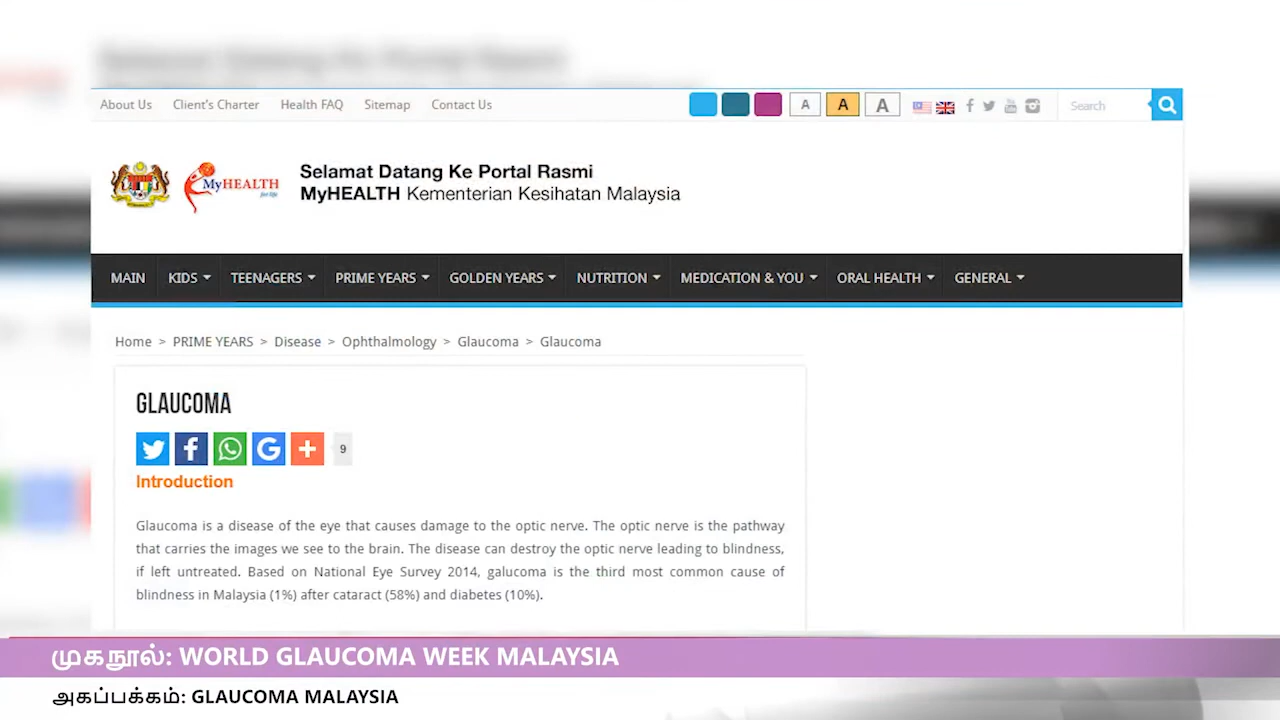 About Us Client's Charter Health FAQ Sitemap Contact Us A A A Search
MyHEALTH
for life
Selamat Datang Ke Portal Rasmi
MyHEALTH Kementerian Kesihatan Malaysia
MAIN KIDS TEENAGERS PRIME YEARS GOLDEN YEARS NUTRITION MEDICATION & YOU ORAL HEALTH GENERAL
Home > PRIME YEARS > Disease > Ophthalmology > Glaucoma > Glaucoma
GLAUCOMA
9
Introduction
Glaucoma is a disease of the eye that causes damage to the optic nerve. The optic nerve is the pathway
that carries the images we see to the brain. The disease can destroy the optic nerve leading to blindness,
if left untreated. Based on National Eye Survey 2014, galucoma is the third most common cause of
blindness in Malaysia (1%) after cataract (58%) and diabetes (10%).
முகநூல்: WORLD GLAUCOMA WEEK MALAYSIA
அகப்பக்கம்: GLAUCOMA MALAYSIA